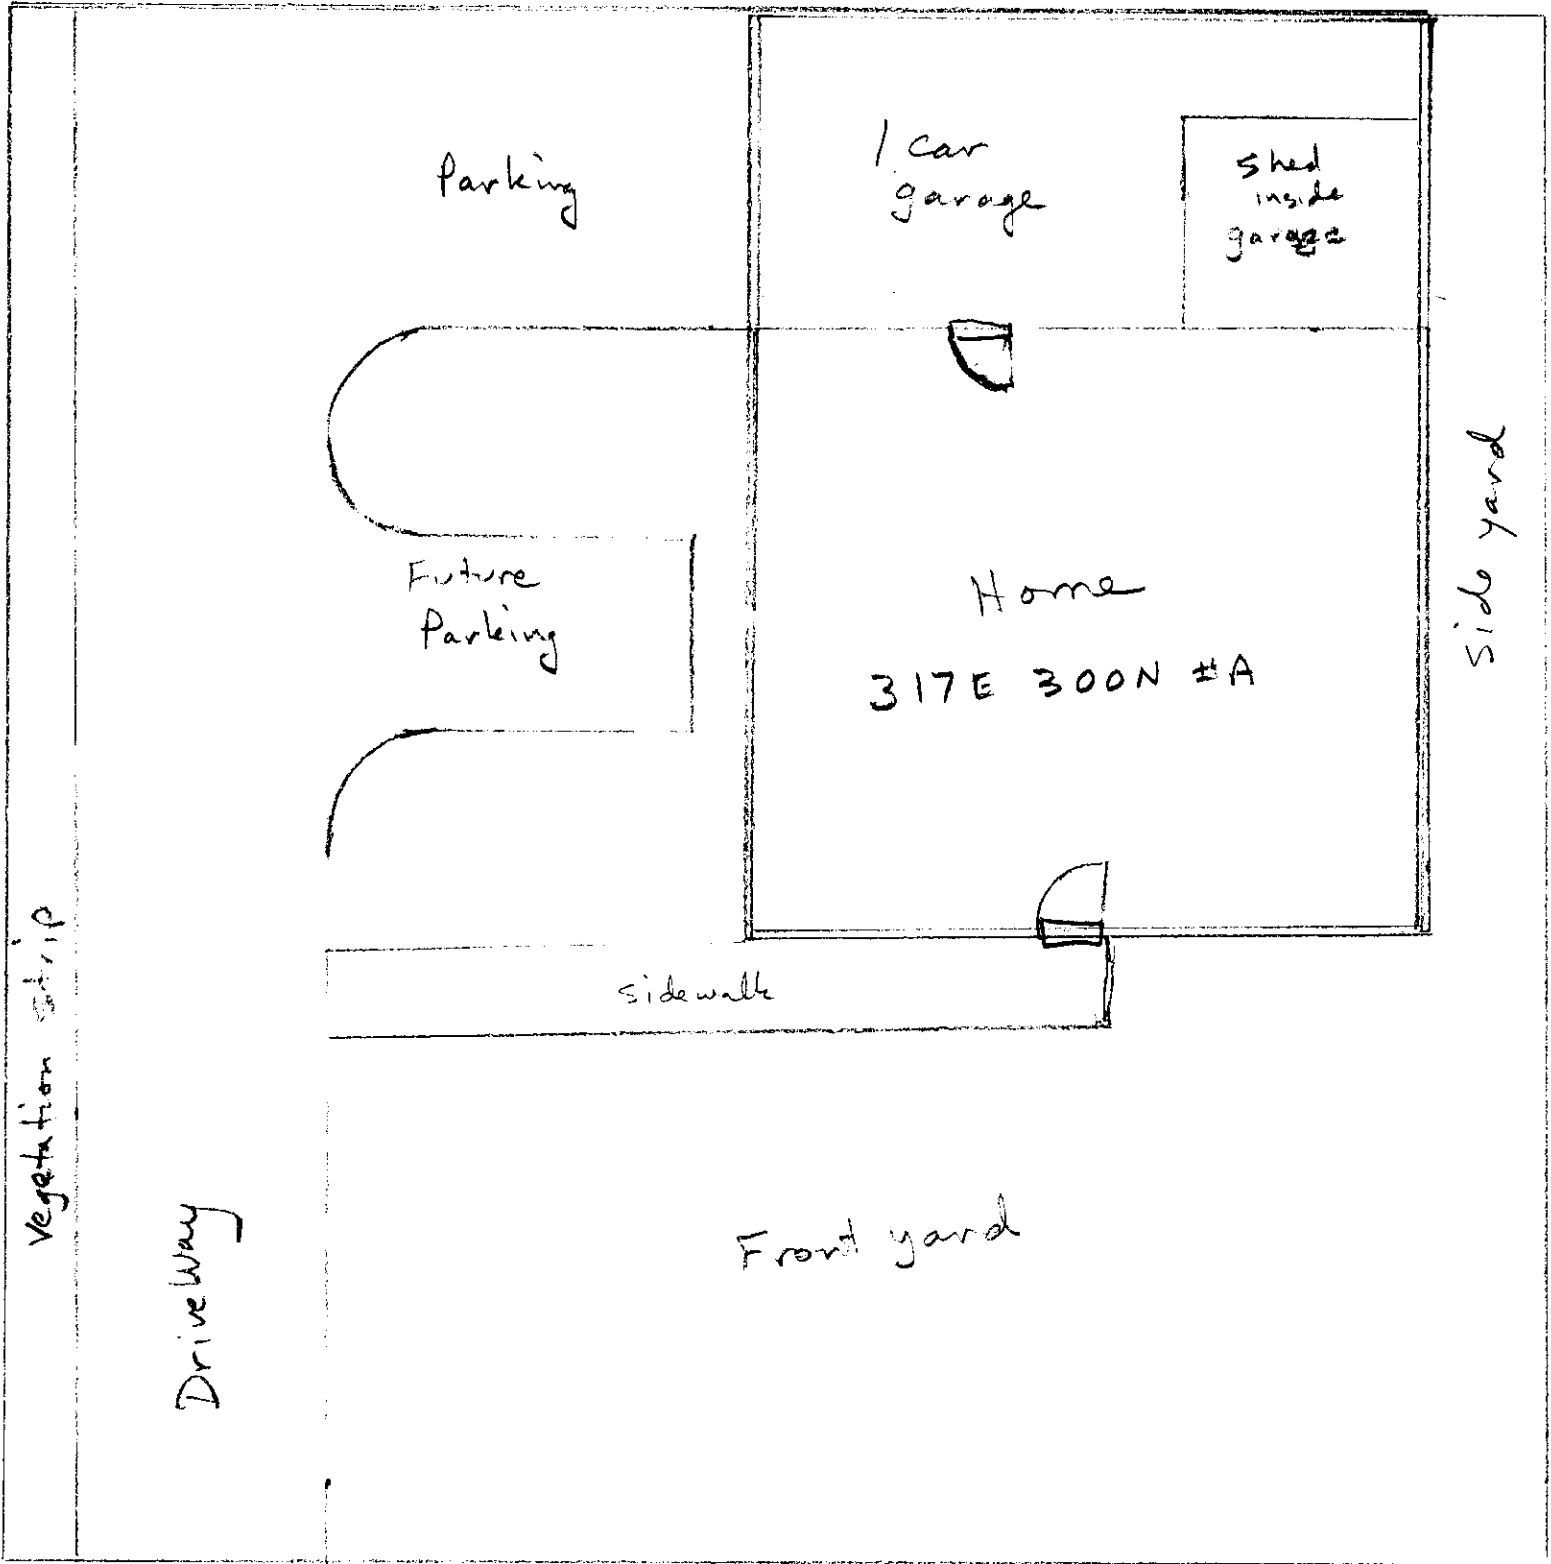 Parking
1 car
garage
Shed
inside
garage
Future
Parking
Home
317E 300N #A
Side yard
sidewalk
Vegetation strip
Driveway
Front yard